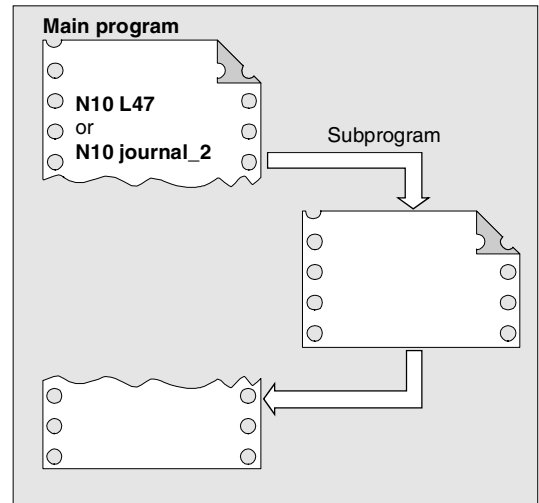 Main program
N10 L47
or
N10 journal_2
Subprogram